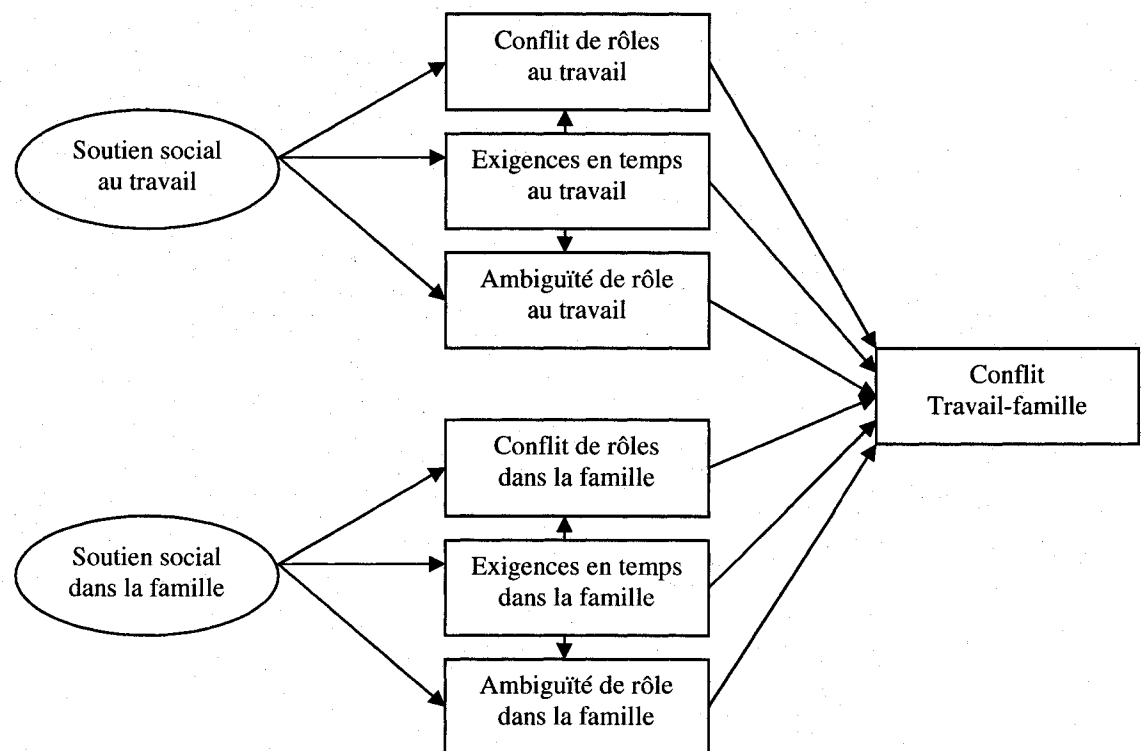 Conflit de rôles
au travail
Soutien social
au travail
Exigences en temps
au travail
Ambiguïté de rôle
au travail
Conflit
Travail-famille
Conflit de rôles
dans la famille
Soutien social
dans la famille
Exigences en temps
dans la famille
Ambiguïté de rôle
dans la famille